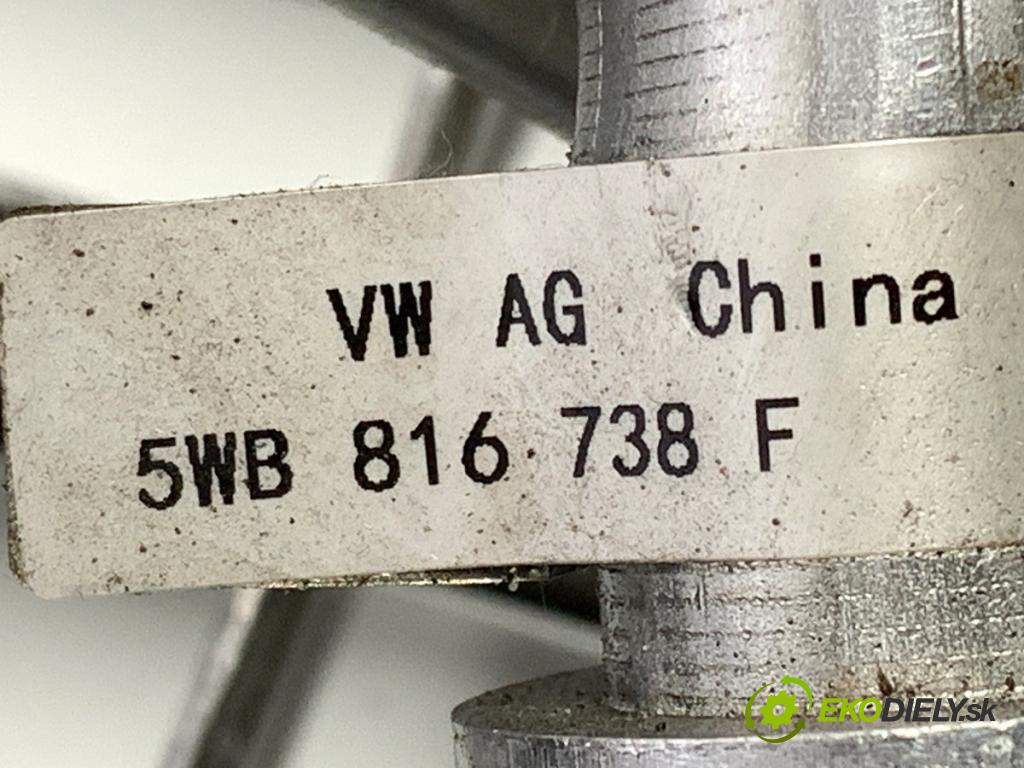 VW AG China
5WB 816 738 F
EKODIELY.sk